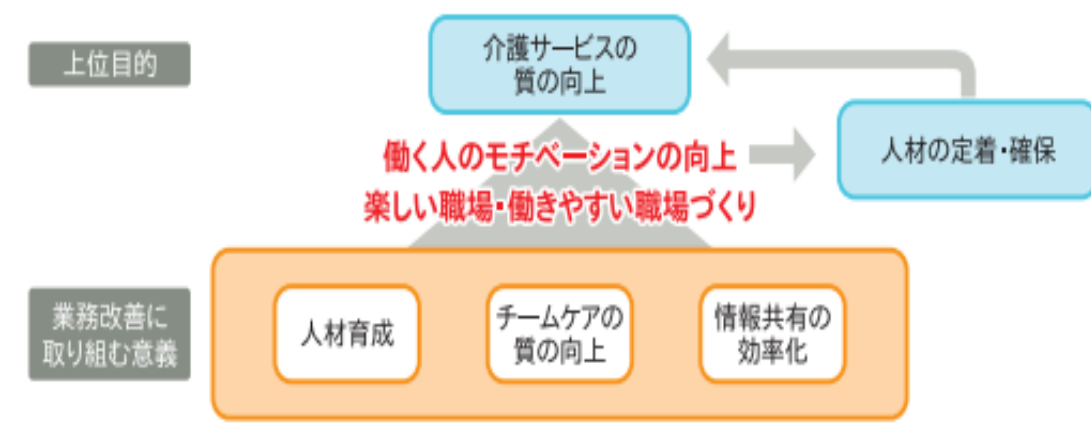 上位目的
介護サービスの
質の向上
働く人のモチベーションの向上
楽しい職場・働きやすい職場づくり
人材の定着・確保
業務改善に
取り組む意義
人材育成
チームケアの
質の向上
情報共有の
効率化